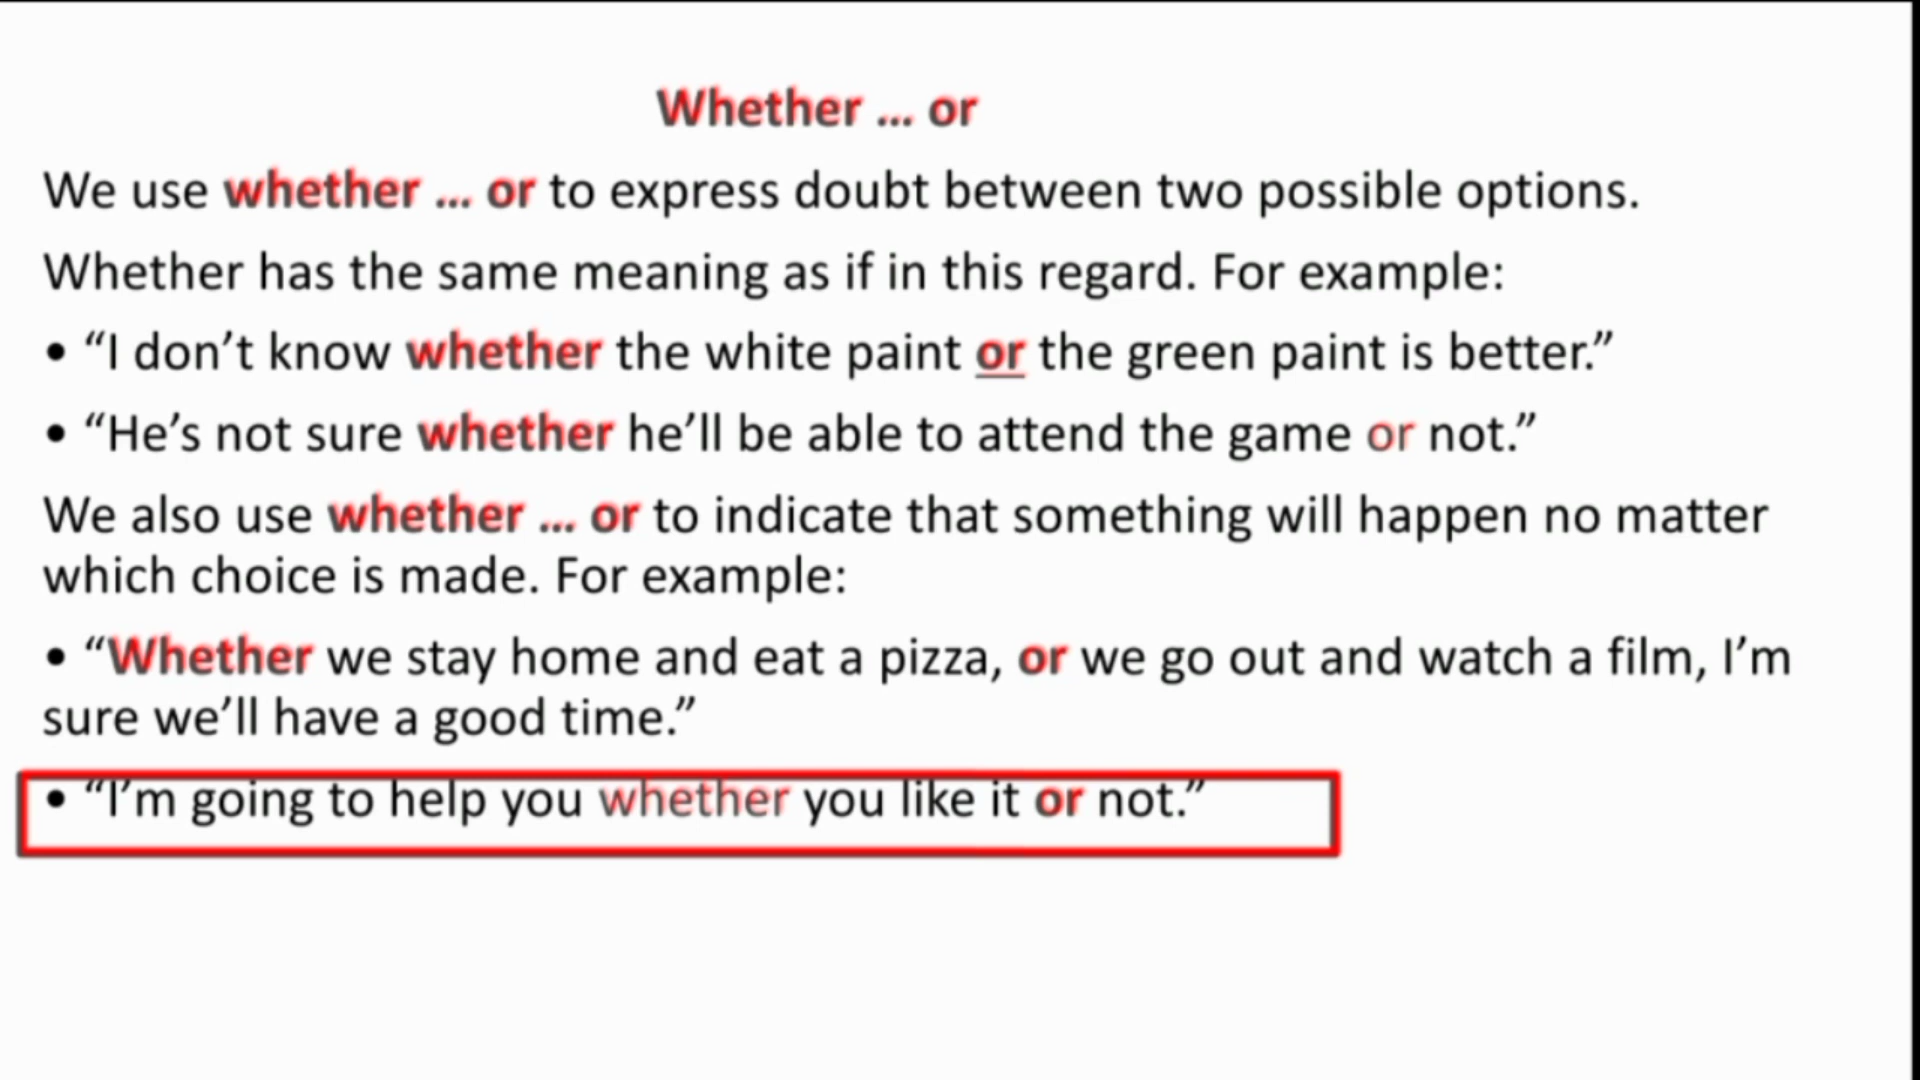 Whether ... or
We use whether ... or to express doubt between two possible options.
Whether has the same meaning as if in this regard. For example:
• “I don’t know whether the white paint or the green paint is better.”
• “He’s not sure whether he’ll be able to attend the game or not.”
We also use whether ... or to indicate that something will happen no matter
which choice is made. For example:
• “Whether we stay home and eat a pizza, or we go out and watch a film, I’m
sure we’ll have a good time.”
• “I’m going to help you whether you like it or not.”